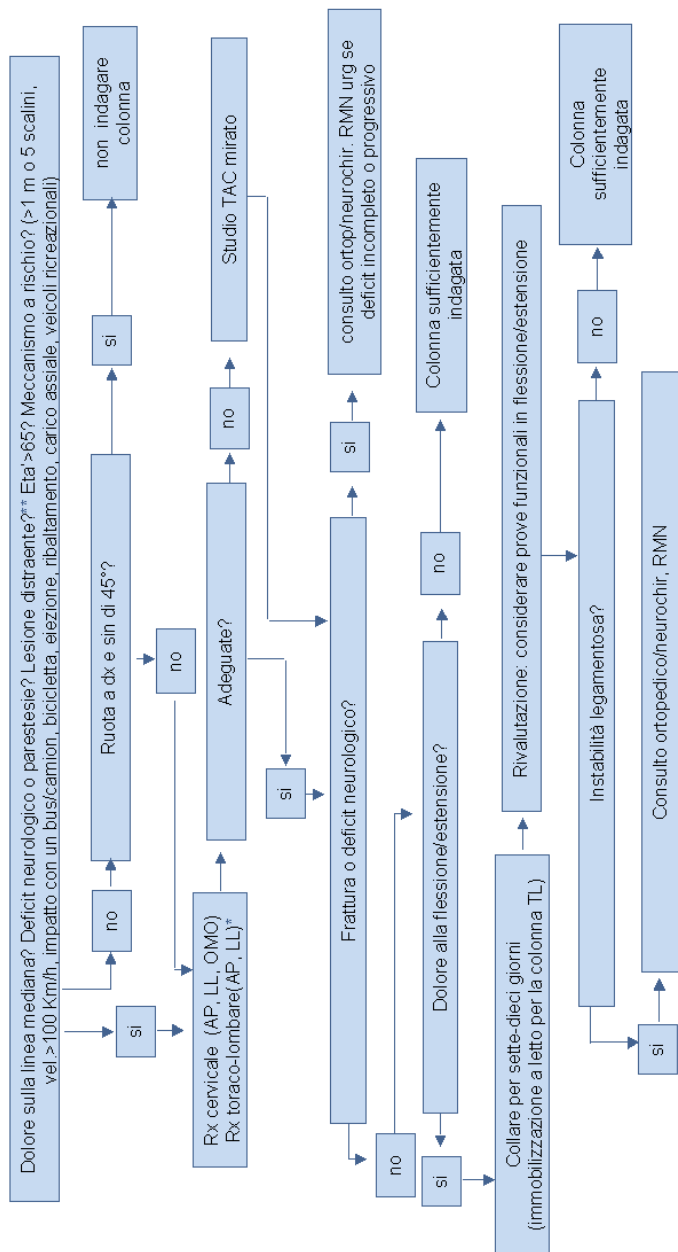 Dolore sulla linea mediana? Deficit neurologico o parestesie? Lesione distraente?** Eta'>65? Meccanismo a rischio? (>1 m o 5 scalini,
vel.>100 Km/h, impatto con un bus/camion, bicicletta, eiezione, ribaltamento, carico assiale, veicoli ricreazionali)
si
no
Ruota a dx e sin di 45°?
si
non indagare
colonna
no
Rx cervicale (AP, LL, OMO)
Rx toraco-lombare(AP, LL)*
Adeguate?
no
Studio TAC mirato
si
Frattura o deficit neurologico?
si
consulto ortop/neurochir. RMN urg se
deficit incompleto o progressivo
no
Dolore alla flessione/estensione?
no
Colonna sufficientemente
indagata
si
Collare per sette-dieci giorni
(immobilizzazione a letto per la colonna TL)
Rivalutazione: considerare prove funzionali in flessione/estensione
Instabilità legamentosa?
no
Colonna
sufficientemente
indagata
si
Consulto ortopedico/neurochir, RMN